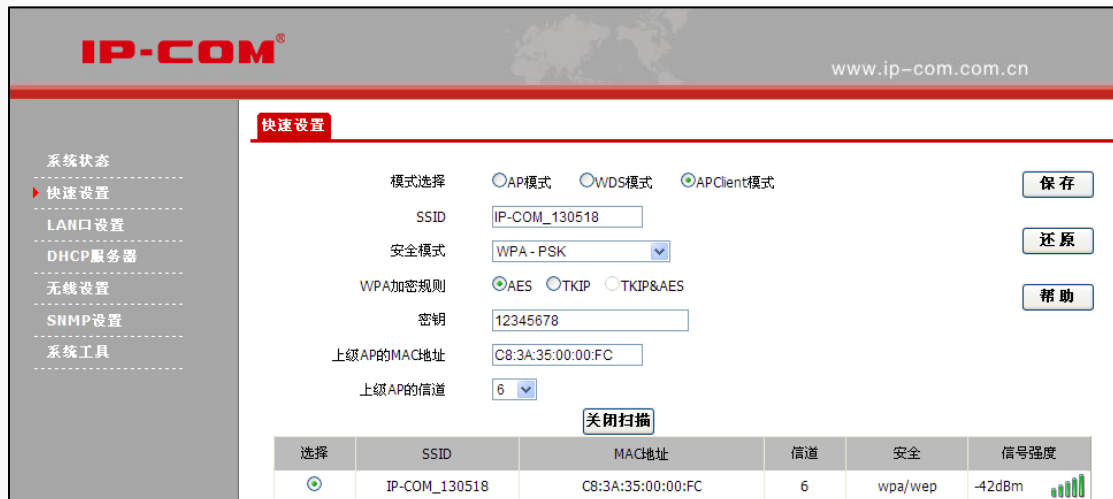 IP-COM®
www.ip-com.com.cn
快速设置
系统状态
快速设置
LAN口设置
DHCP服务器
无线设置
SNMP设置
系统工具
模式选择 AP模式 WDS模式 APClient模式
SSID IP-COM_130518
安全模式 WPA - PSK
WPA加密规则 AES TKIP TKIP&AES
密钥 12345678
上级AP的MAC地址 C8:3A:35:00:00:FC
上级AP的信道 6
关闭扫描
保存
还原
帮助
选择 SSID MAC地址 信道 安全 信号强度
IP-COM_130518 C8:3A:35:00:00:FC 6 wpa/wep -42dBm